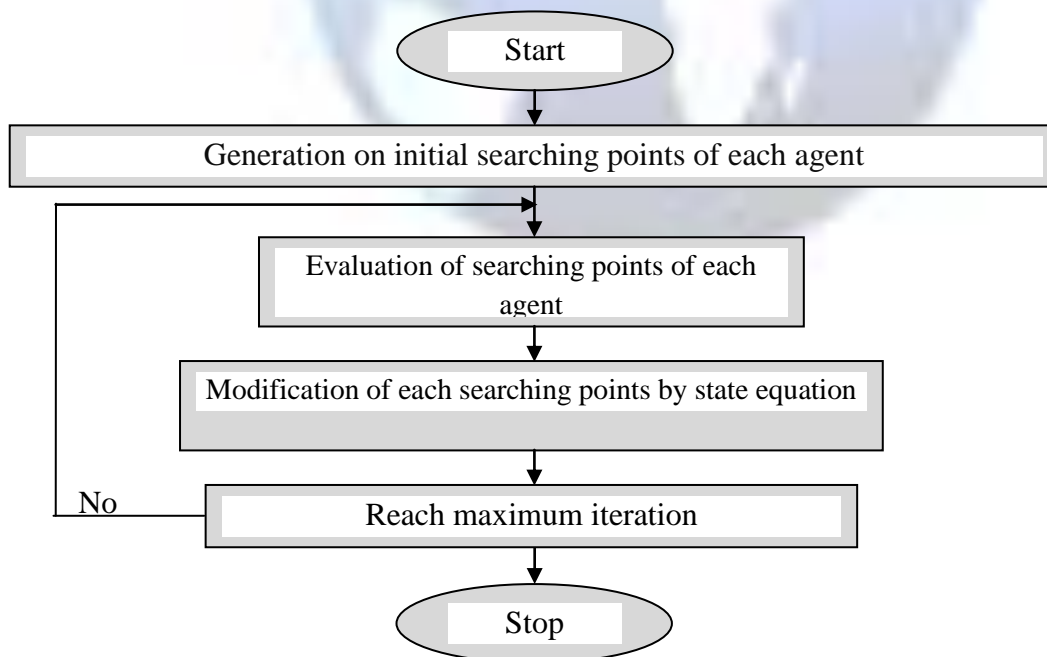 Start
Generation on initial searching points of each agent
Evaluation of searching points of each
agent
Modification of each searching points by state equation
No
Reach maximum iteration
Stop